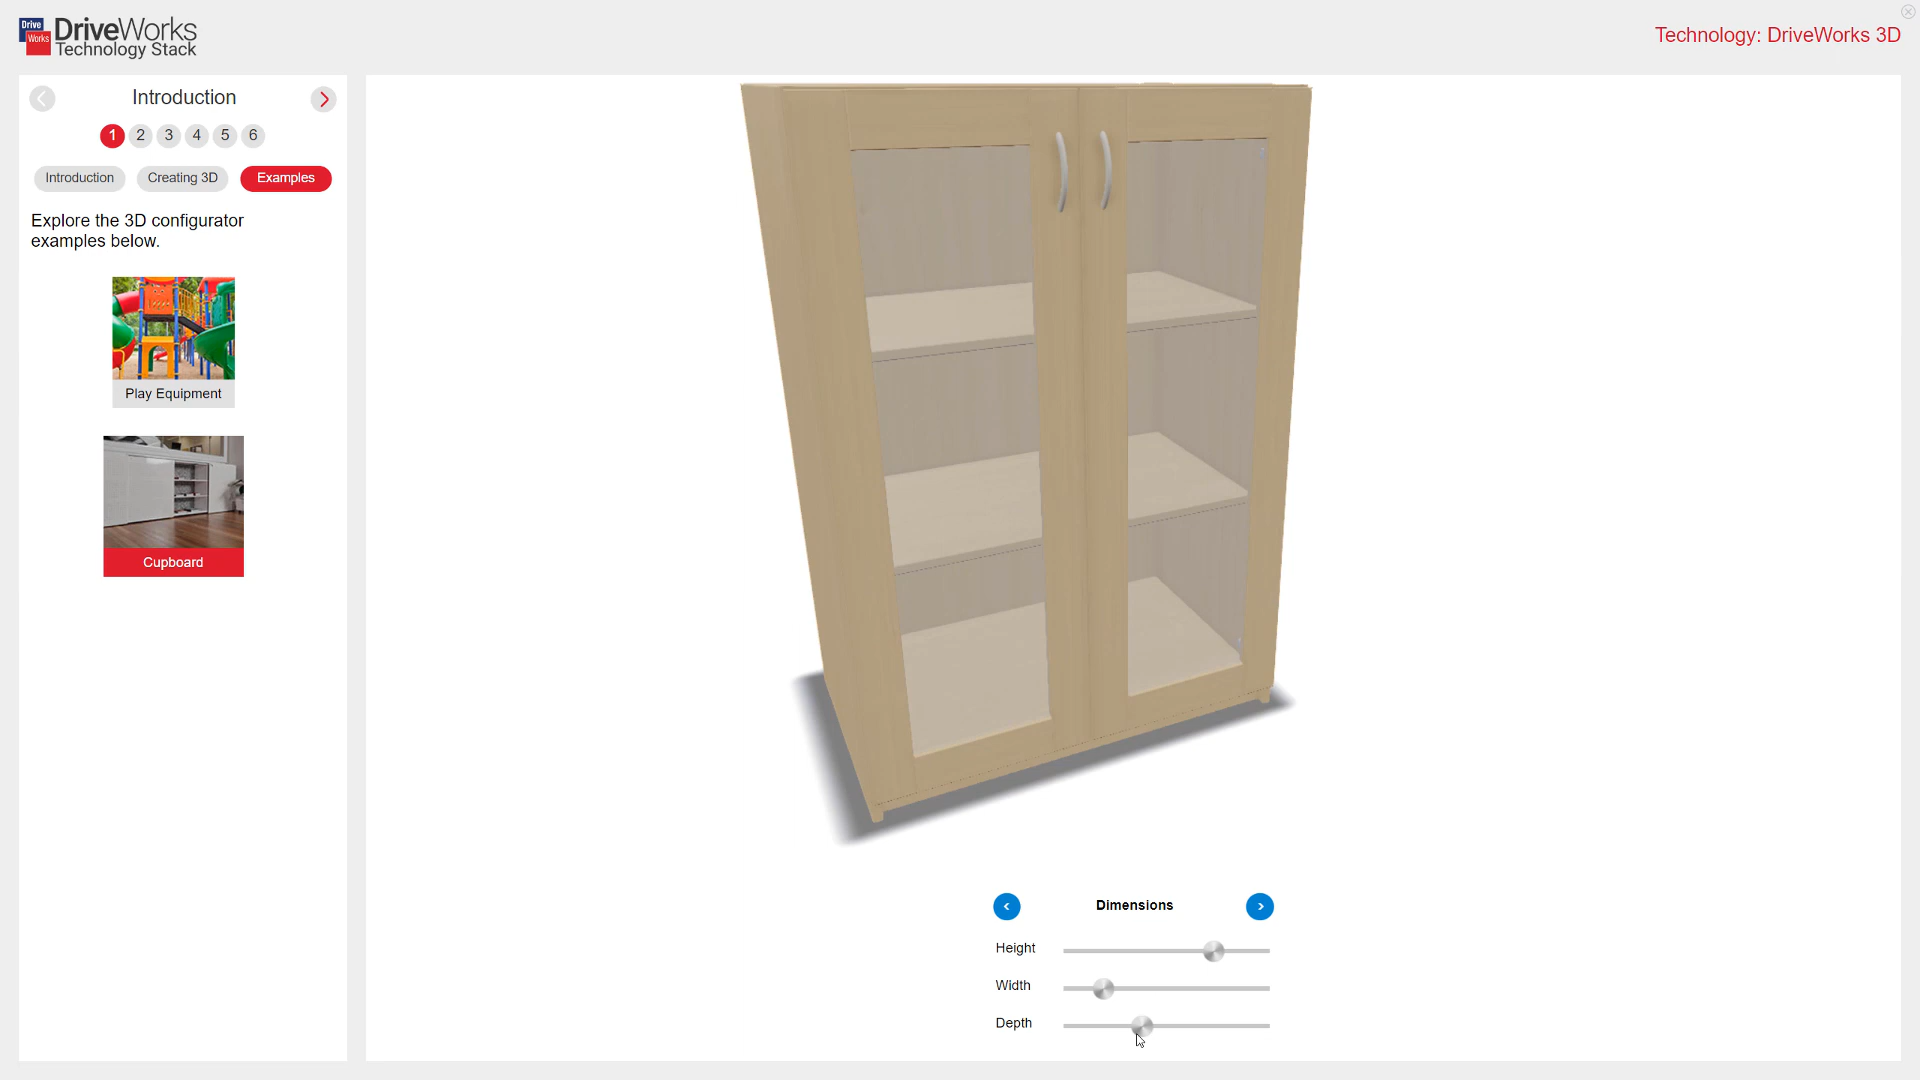 Drive
Works
DriveWorks
Technology Stack
Technology: DriveWorks 3D
Introduction
1 2 3 4 5 6
Introduction Creating 3D Examples
Explore the 3D configurator
examples below.
Play Equipment
Cupboard
Dimensions
Height
Width
Depth